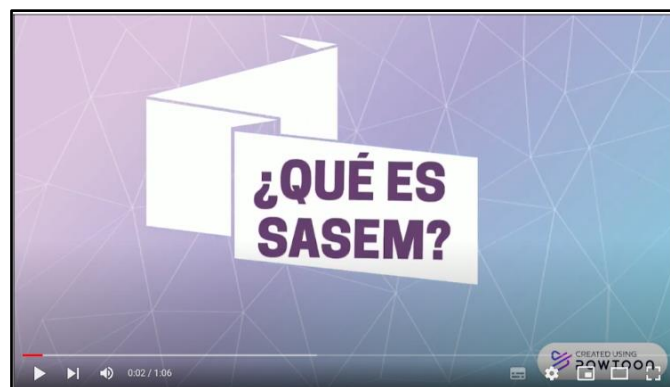 ¿QUÉ ES
SASEM?
0:02 / 1:06
CREATED USING
POWTOON